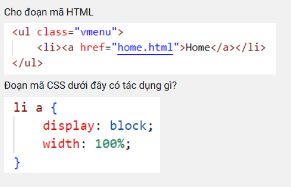 Cho đoạn mã HTML
<ul class="vmenu">
<li><a href="home.html">Home</a></li>
</ul>
Đoạn mã CSS dưới đây có tác dụng gì?
li a {
display: block;
width: 100%;
}